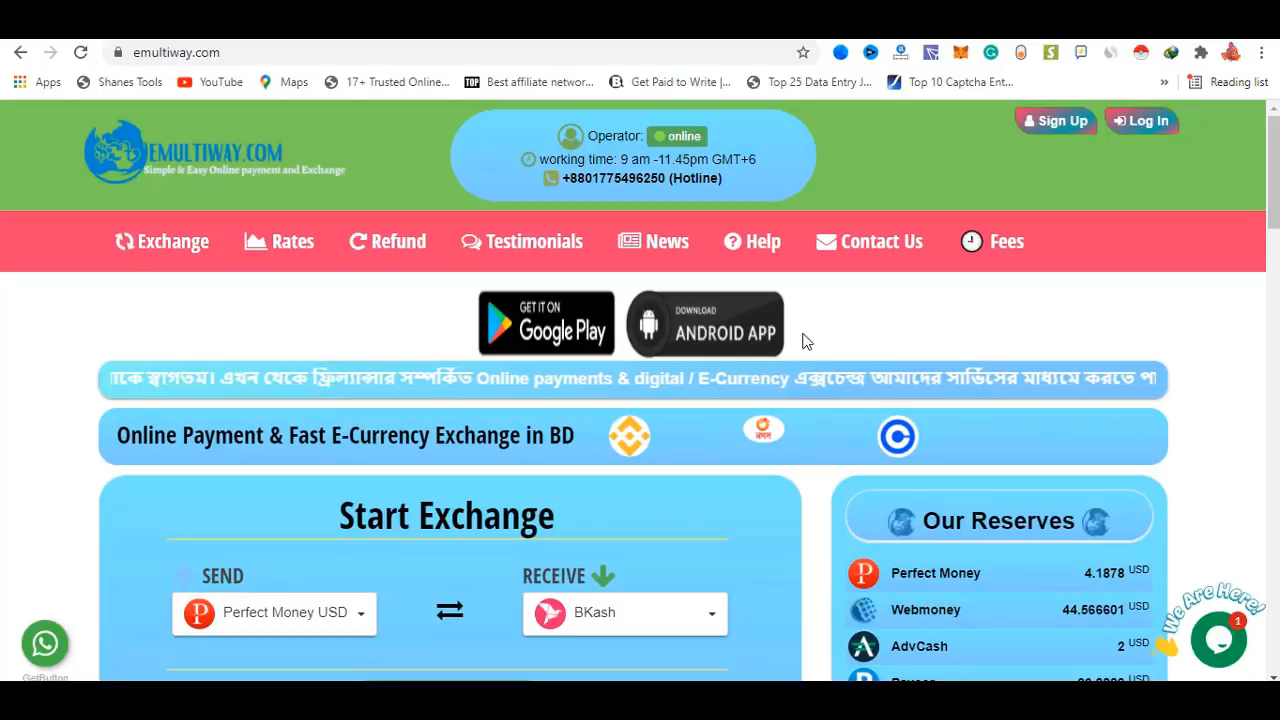 emultiway.com
Apps
Shanes Tools
YouTube
Maps
17+ Trusted Online...
TOP
Best affiliate networ...
Get Paid to Write |...
Top 25 Data Entry J...
Top 10 Captcha Ent...
»
Reading list
EMULTIWAY.COM
Simple & Easy Online payment and Exchange
Operator: online
working time: 9 am -11.45pm GMT+6
+8801775496250 (Hotline)
Sign Up
Log In
Exchange
Rates
Refund
Testimonials
News
Help
Contact Us
Fees
GET IT ON
Google Play
DOWNLOAD
ANDROID APP
স্বাগতম। এখন থেকে ফ্রিল্যান্সার সম্পর্কিত Online payments & digital / E-Currency এক্সচেন্জ আমাদের সার্ভিসের মাধ্যমে করতে
Online Payment & Fast E-Currency Exchange in BD
নগদ
Start Exchange
SEND
RECEIVE
Perfect Money USD
BKash
Our Reserves
Perfect Money 4.1878 USD
Webmoney 44.566601 USD
AdvCash 2 USD
We Are Here!
1
GetButton